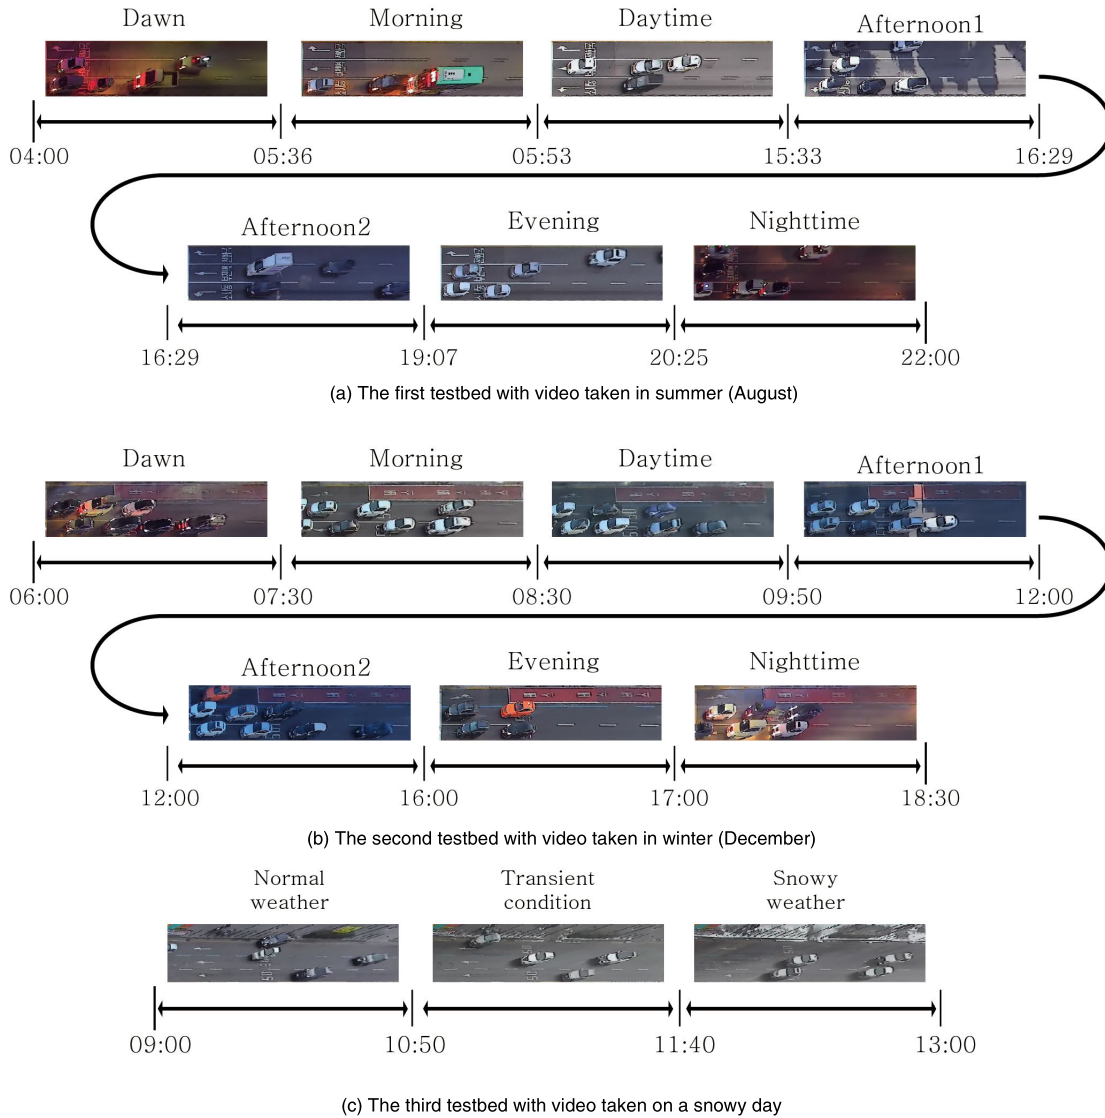 Dawn Morning Daytime Afternoon1
04:00 05:36 05:53 15:33 16:29
Afternoon2 Evening Nighttime
16:29 19:07 20:25 22:00
(a) The first testbed with video taken in summer (August)
Dawn Morning Daytime Afternoon1
06:00 07:30 08:30 09:50 12:00
Afternoon2 Evening Nighttime
12:00 16:00 17:00 18:30
(b) The second testbed with video taken in winter (December)
Normal Transient Snowy
weather condition weather
09:00 10:50 11:40 13:00
(c) The third testbed with video taken on a snowy day